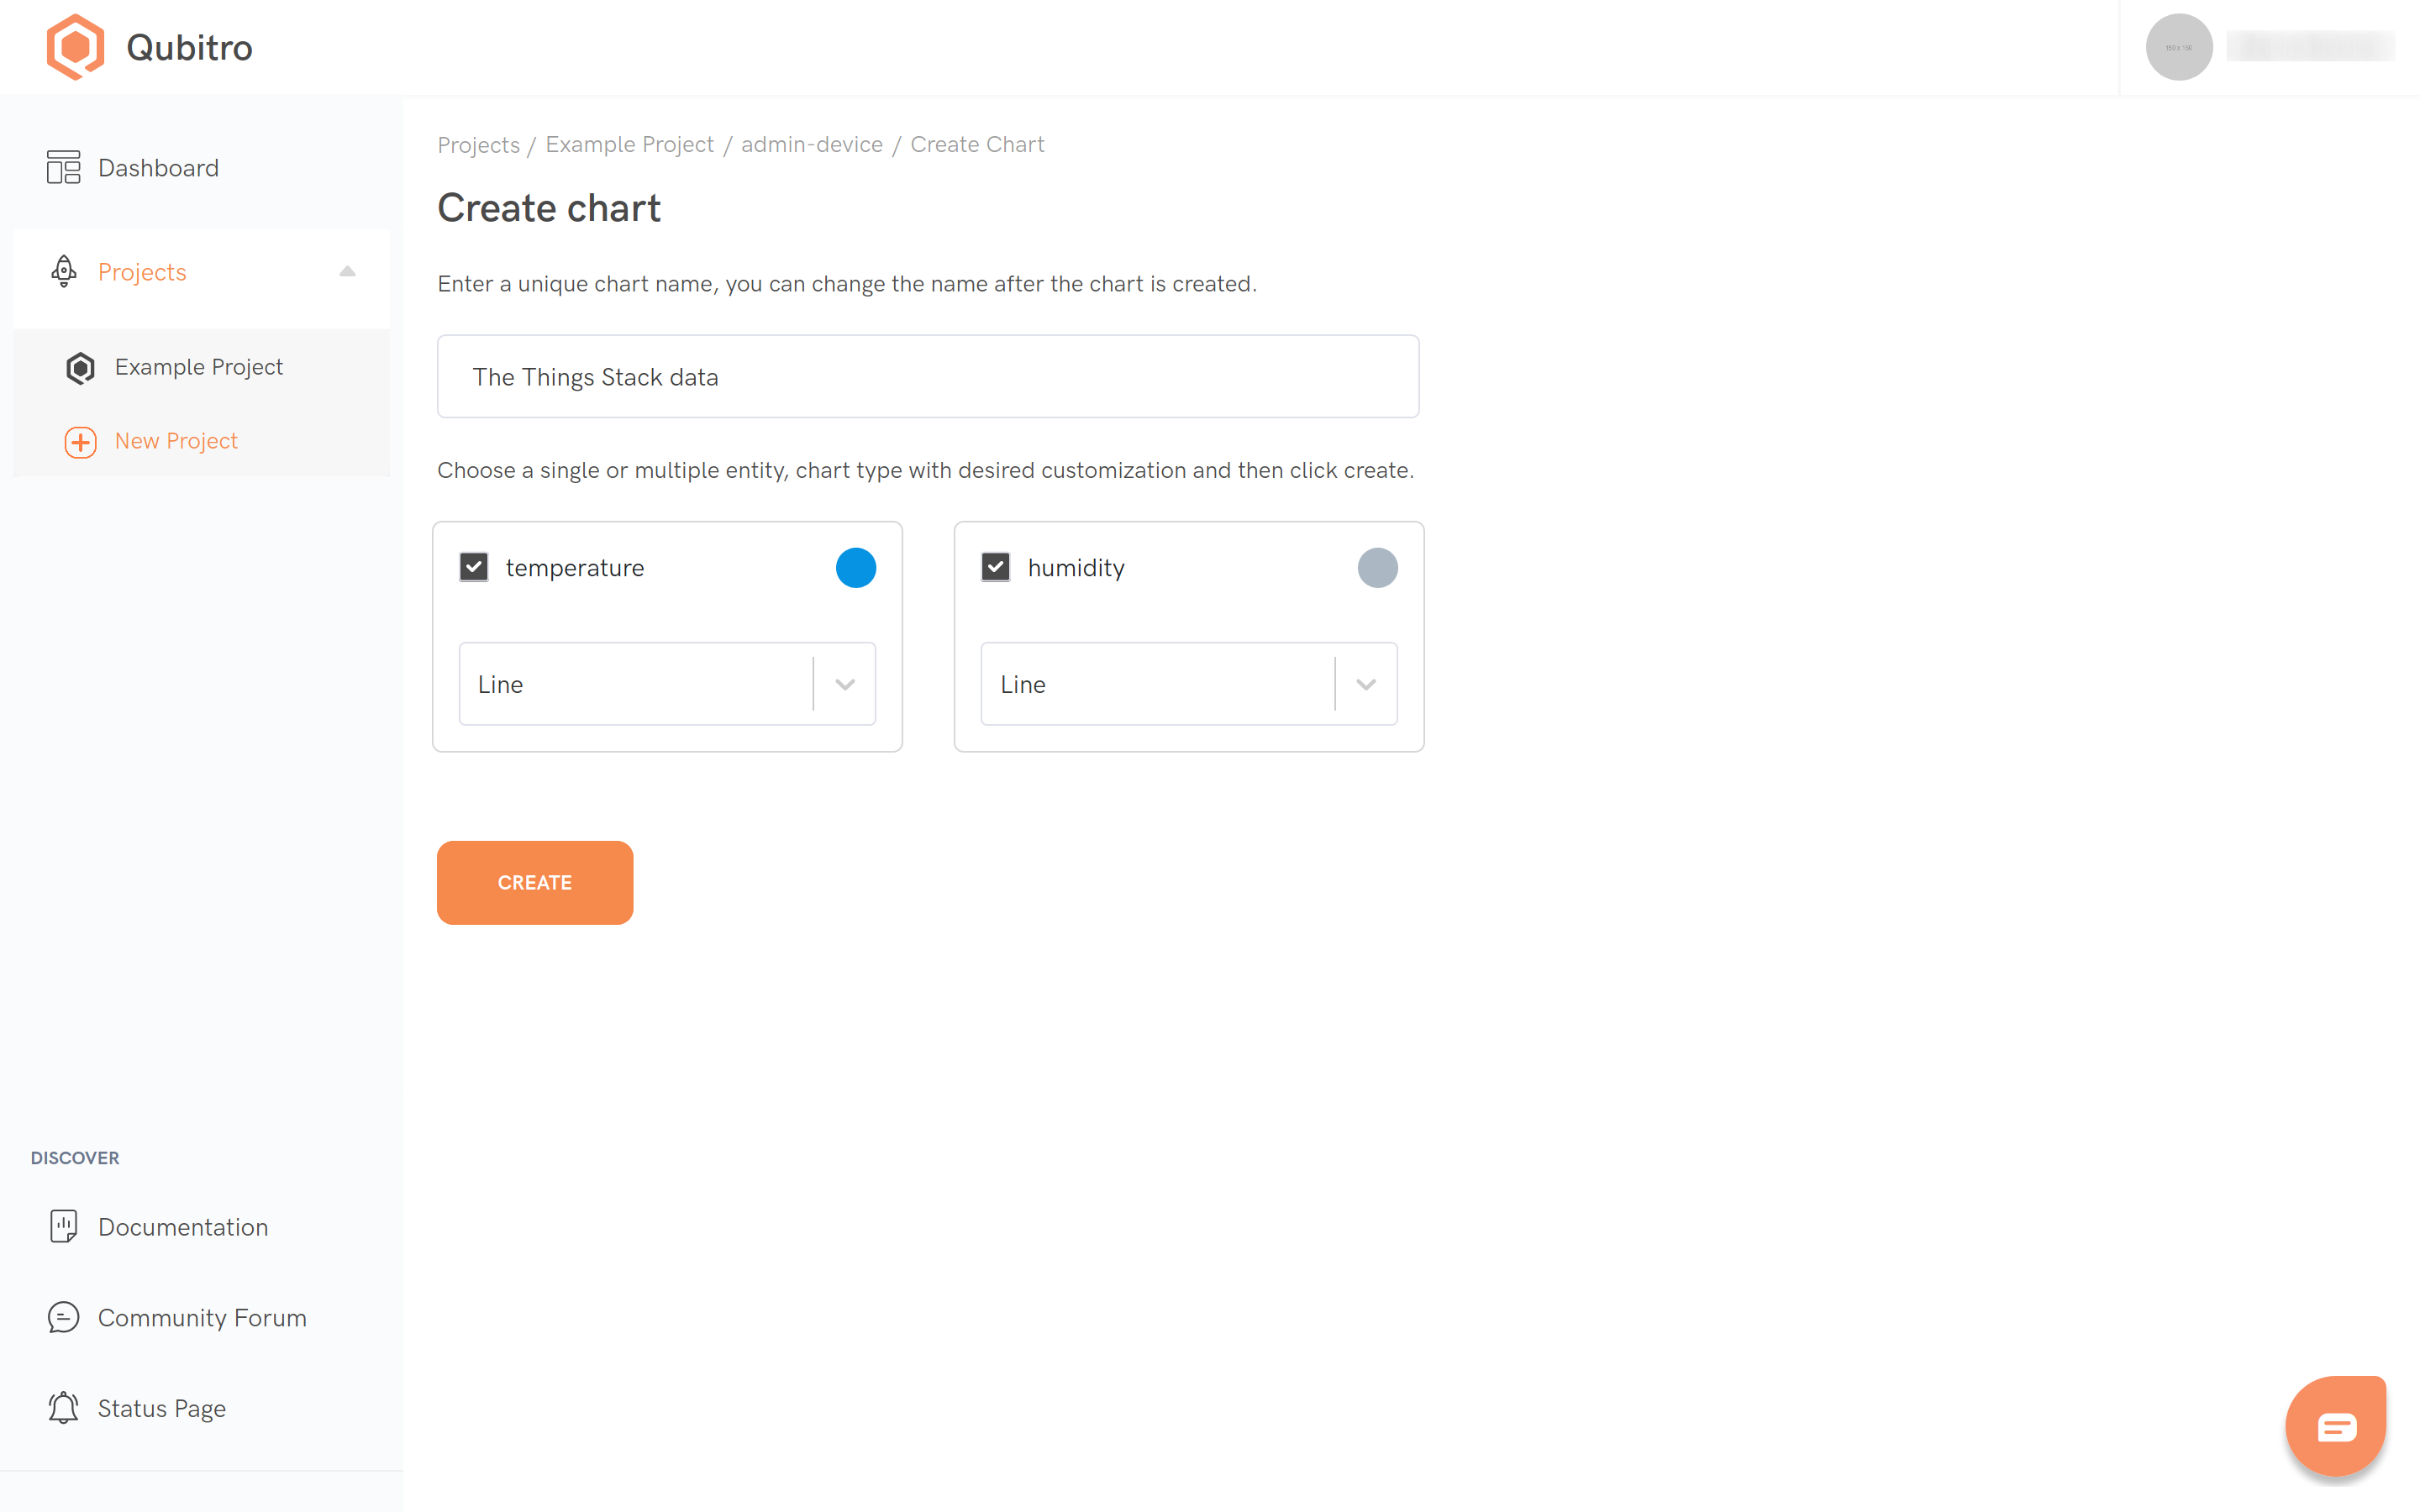 Qubitro
150 x 150
Dashboard
Projects
Example Project
New Project
DISCOVER
Documentation
Community Forum
Status Page
Projects / Example Project / admin-device / Create Chart
Create chart
Enter a unique chart name, you can change the name after the chart is created.
The Things Stack data
Choose a single or multiple entity, chart type with desired customization and then click create.
temperature
humidity
Line
Line
CREATE